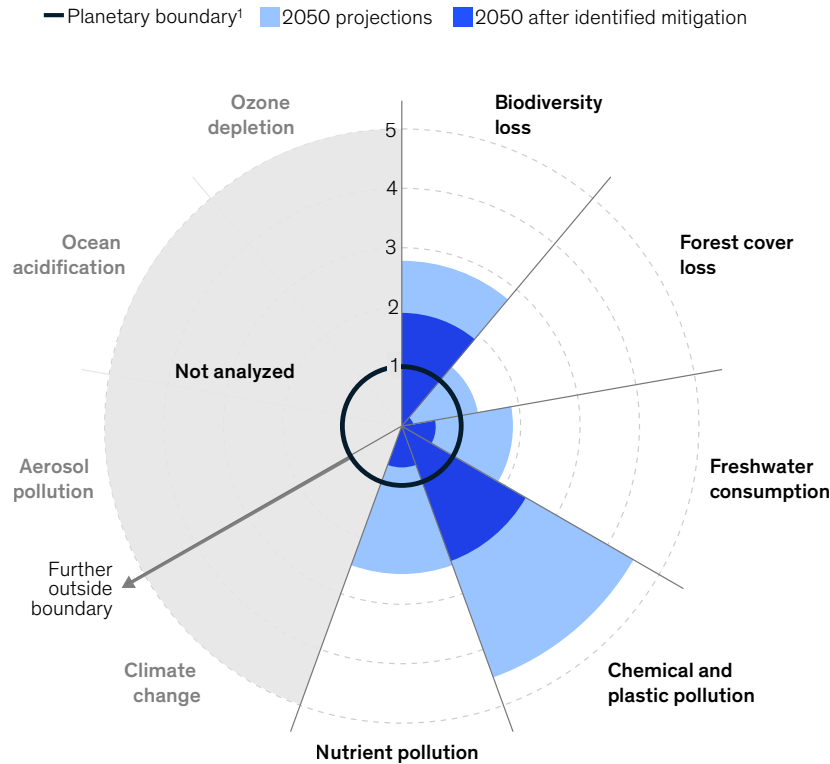 Planetary boundary¹ 2050 projections 2050 after identified mitigation
Ozone
depletion
Biodiversity
loss
5
4
3
2
1
Ocean
acidification
Forest cover
loss
Not analyzed
Aerosol
pollution
Freshwater
consumption
Further
outside
boundary
Climate
change
Chemical and
plastic pollution
Nutrient pollution